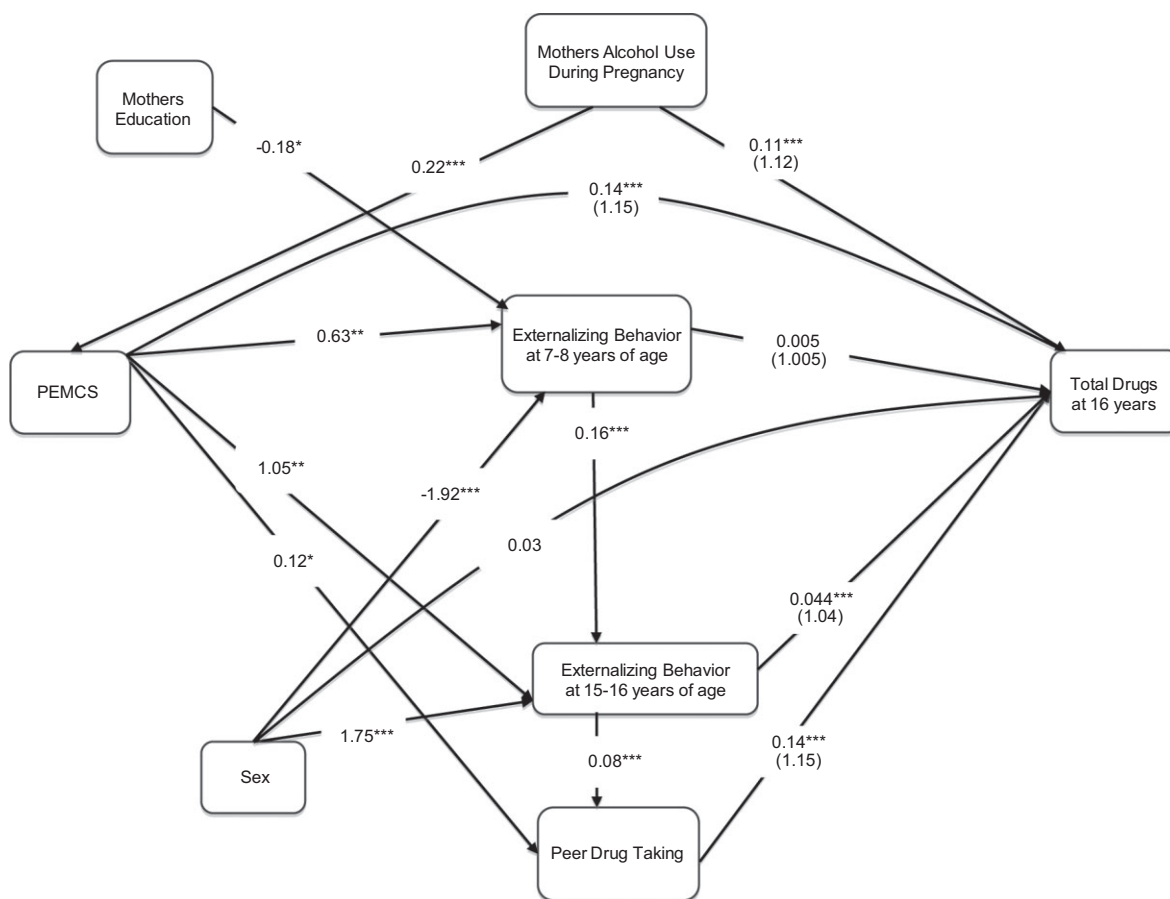 Mothers Alcohol Use
During Pregnancy
Mothers
Education
-0.18*
0.22***
0.11***
(1.12)
0.14***
(1.15)
Externalizing Behavior
at 7-8 years of age
0.63**
0.005
(1.005)
PEMCS
Total Drugs
at 16 years
0.16***
1.05**
-1.92***
0.03
0.12*
0.044***
(1.04)
Externalizing Behavior
at 15-16 years of age
1.75***
0.14***
(1.15)
Sex
0.08***
Peer Drug Taking